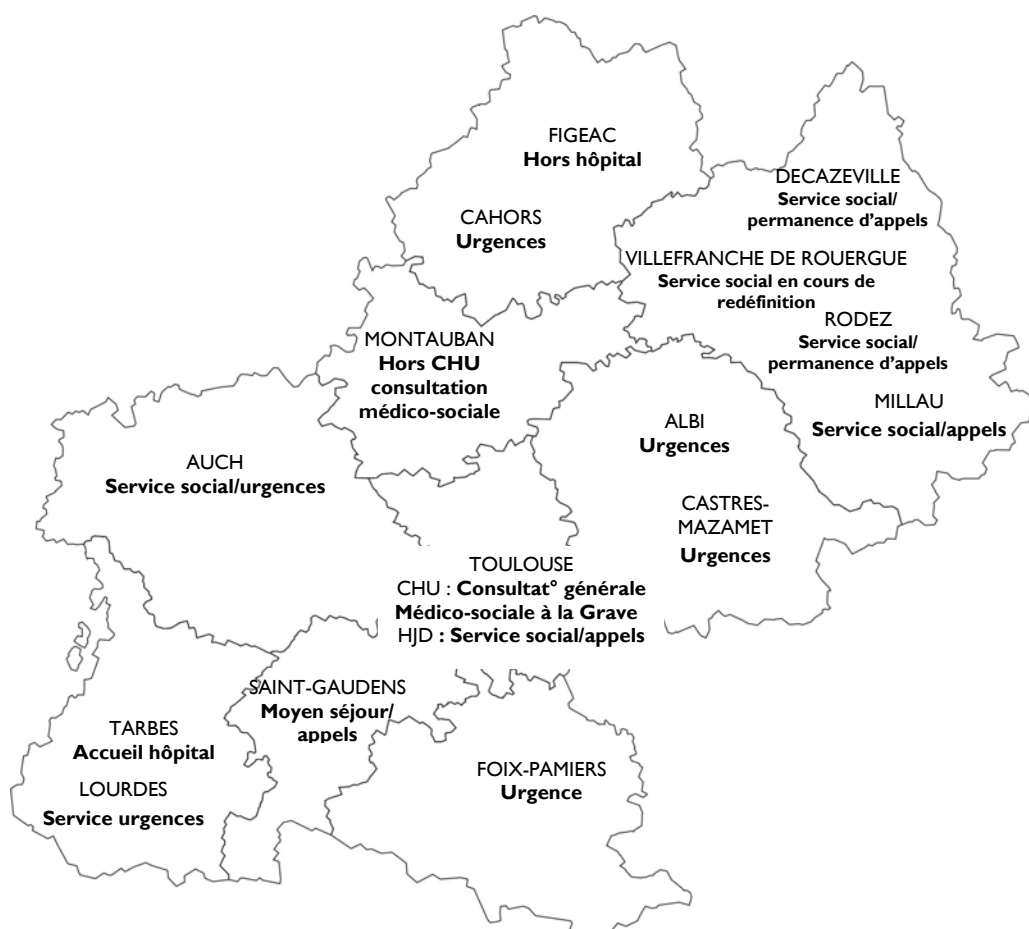 FIGEAC
Hors hôpital
CAHORS
Urgences
DECAZEVILLE
Service social/
permanence d'appels
VILLEFRANCHE DE ROUERGUE
Service social en cours de
redéfinition
RODEZ
Service social/
permanence d'appels
MILLAU
Service social/appels
MONTAUBAN
Hors CHU
consultation
médico-sociale
ALBI
Urgences
CASTRES-
MAZAMET
Urgences
AUCH
Service social/urgences
TOULOUSE
CHU : Consultat° générale
Médico-sociale à la Grave
HJD : Service social/appels
SAINT-GAUDENS
Moyen séjour/
appels
TARBES
Accueil hôpital
LOURDES
Service urgences
FOIX-PAMIERS
Urgence